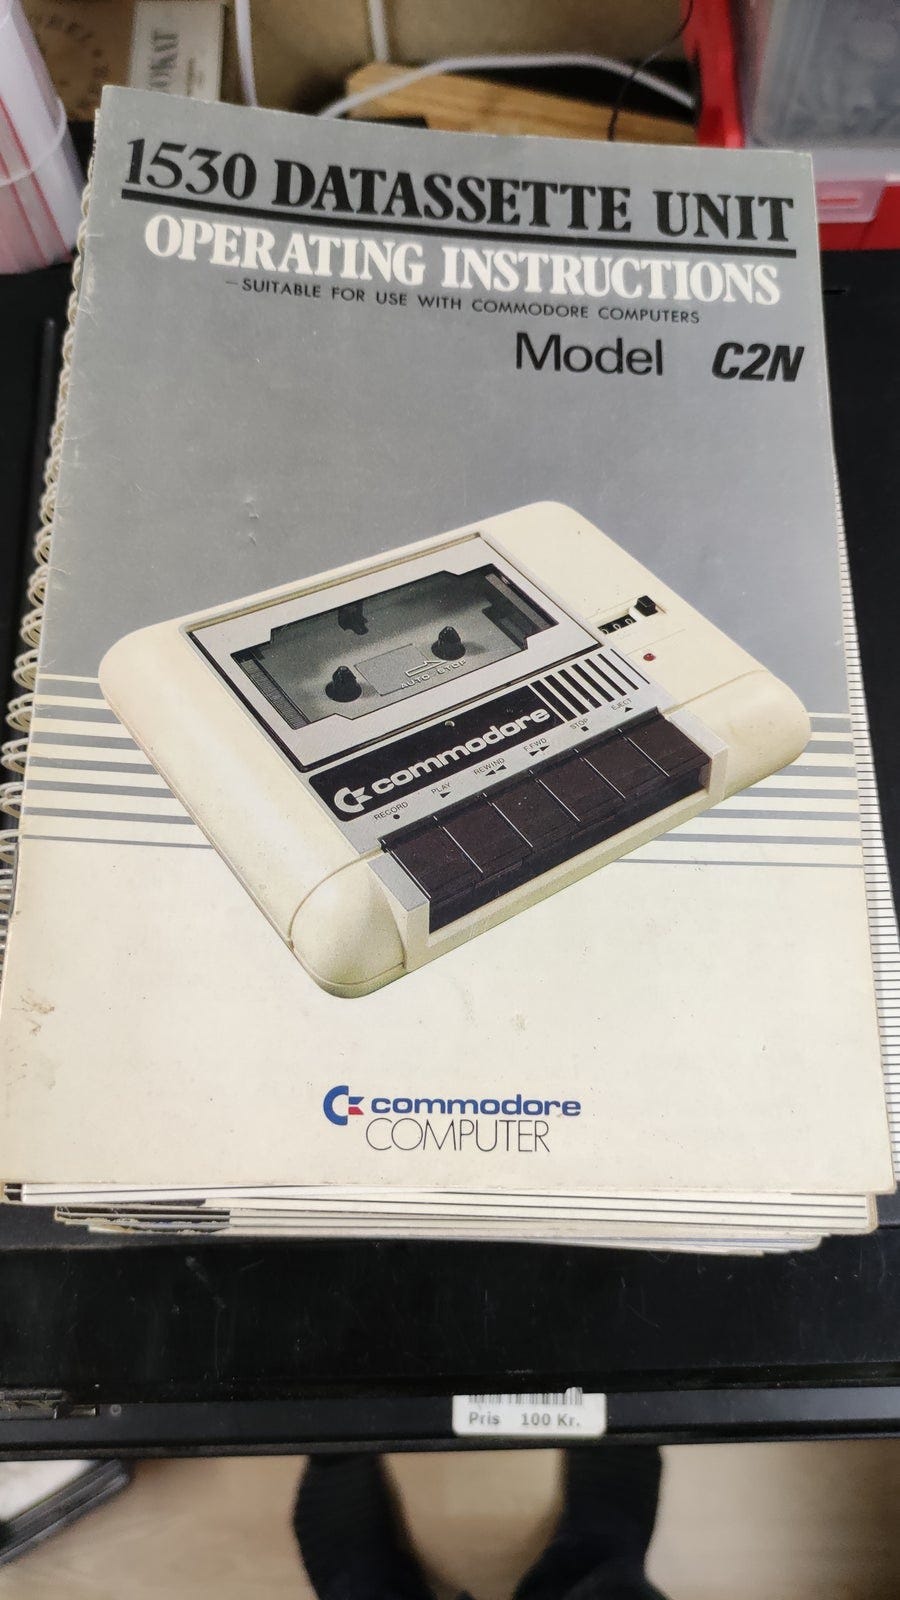 OKAT
1530 DATASSETTE UNIT
OPERATING INSTRUCTIONS
—SUITABLE FOR USE WITH COMMODORE COMPUTERS
Model C2N
AUTO-STOP
commodore
RECORD PLAY REWIND F.FWD STOP EJECT
commodore
COMPUTER
Pris 100 Kr.